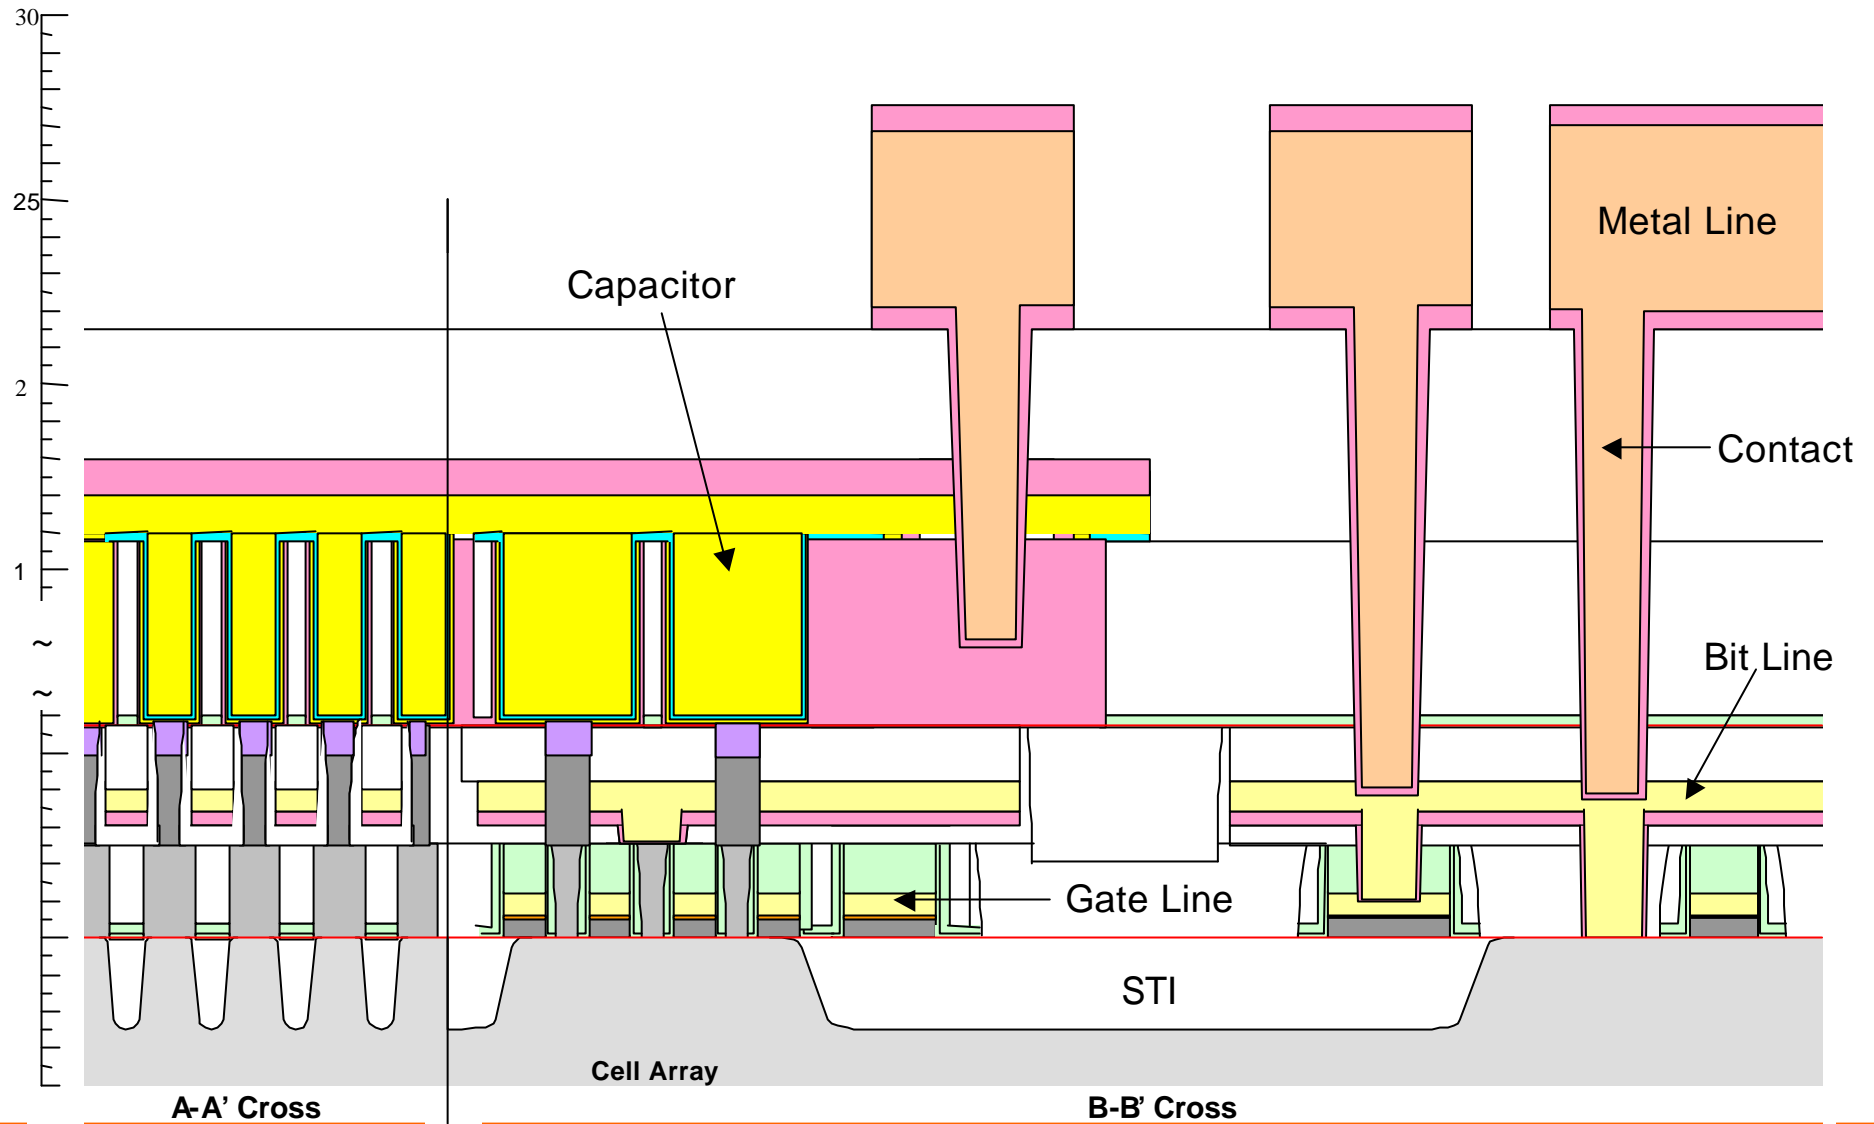 30
25
Metal Line
Capacitor
2
Contact
1
~
Bit Line
~
Gate Line
STI
Cell Array
A-A’ Cross
B-B’ Cross